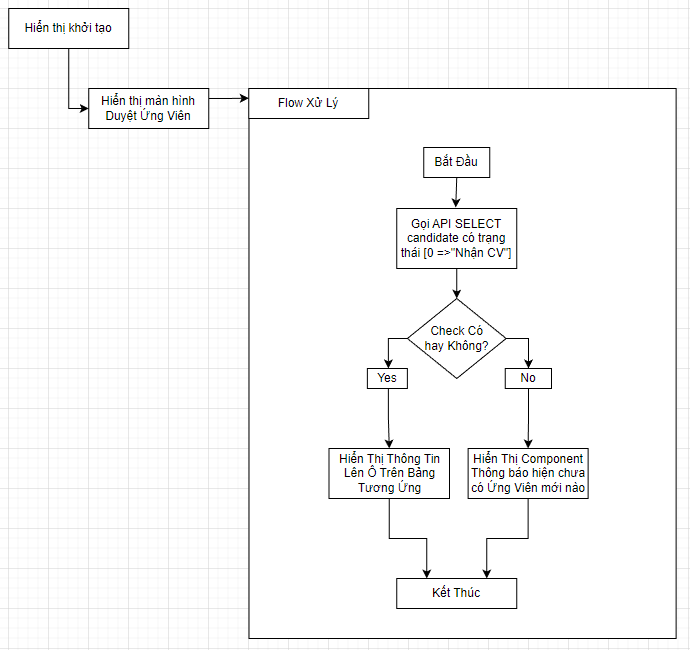 Hiển thị khởi tạo
Hiển thị màn hình
Duyệt Ứng Viên
Flow Xử Lý
Bắt Đầu
Gọi API SELECT
candidate có trạng
thái [0 =>"Nhận CV"]
Check Có
hay Không?
Yes
No
Hiển Thị Thông Tin
Lên Ô Trên Bảng
Tương Ứng
Hiển Thị Component
Thông báo hiện chưa
có Ứng Viên mới nào
Kết Thúc